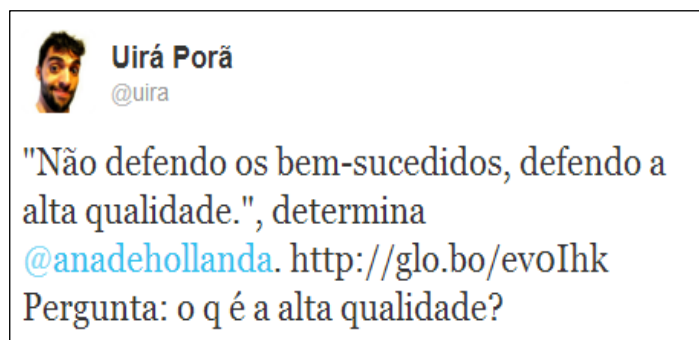 Uirá Porã
@uira
"Não defendo os bem-sucedidos, defendo a
alta qualidade.", determina
@anadehollanda. http://glo.bo/ev0Ihk
Pergunta: o q é a alta qualidade?